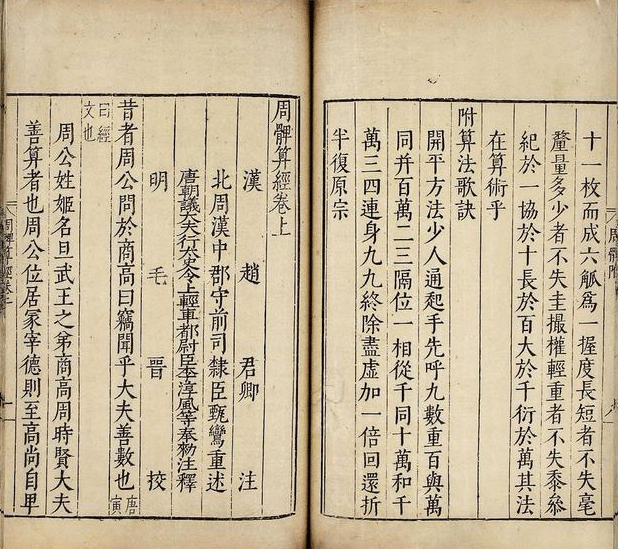 十一枚而成六觚爲一握度長短者不失毫
釐量多少者不失圭撮權輕重者不失黍絫
紀於一協於十長於百大於千衍於萬其法
在算術乎
附算法歌訣
開平方法少人通起手先呼九數重百與萬
同并百萬二三隔位一相從千同十萬和千
萬三四連身九九終除盡虚加一倍回還折
半復原宗
周髀算經卷上
漢趙君卿注
北周漢中郡守前司隸臣甄鸞重述
唐朝議大夫行太史令上輕車都尉臣李淳風等奉勑注釋
明毛晉挍
昔者周公問於商高曰竊聞乎大夫善數也唐寅
曰經
文也
周公姓姬名旦武王之弟商高周時賢大夫
善算者也周公位居冢宰德則至高尚自卑